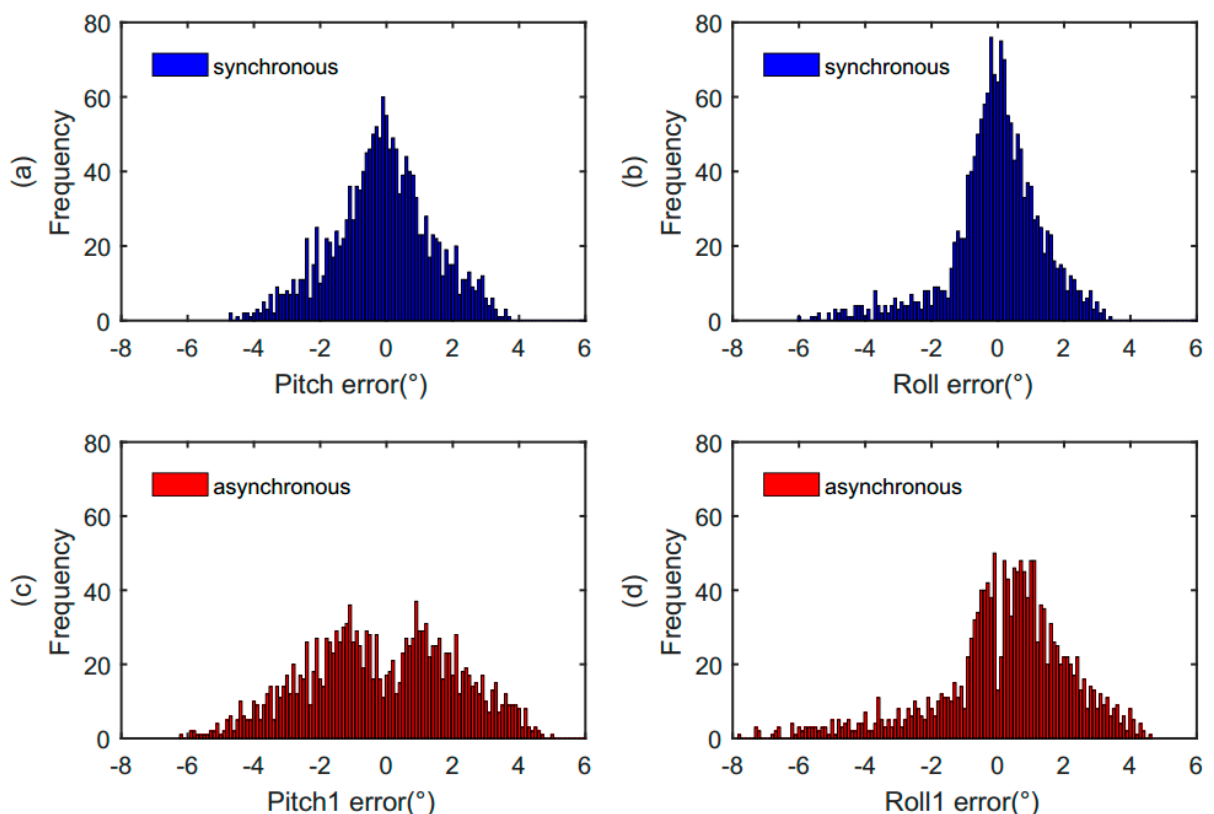 (a)
Frequency
80
60
40
20
0
synchronous
-8 -6 -4 -2 0 2 4 6
Pitch error(°)
(b)
Frequency
80
60
40
20
0
synchronous
-8 -6 -4 -2 0 2 4 6
Roll error(°)
(c)
Frequency
80
60
40
20
0
asynchronous
-8 -6 -4 -2 0 2 4 6
Pitch1 error(°)
(d)
Frequency
80
60
40
20
0
asynchronous
-8 -6 -4 -2 0 2 4 6
Roll1 error(°)